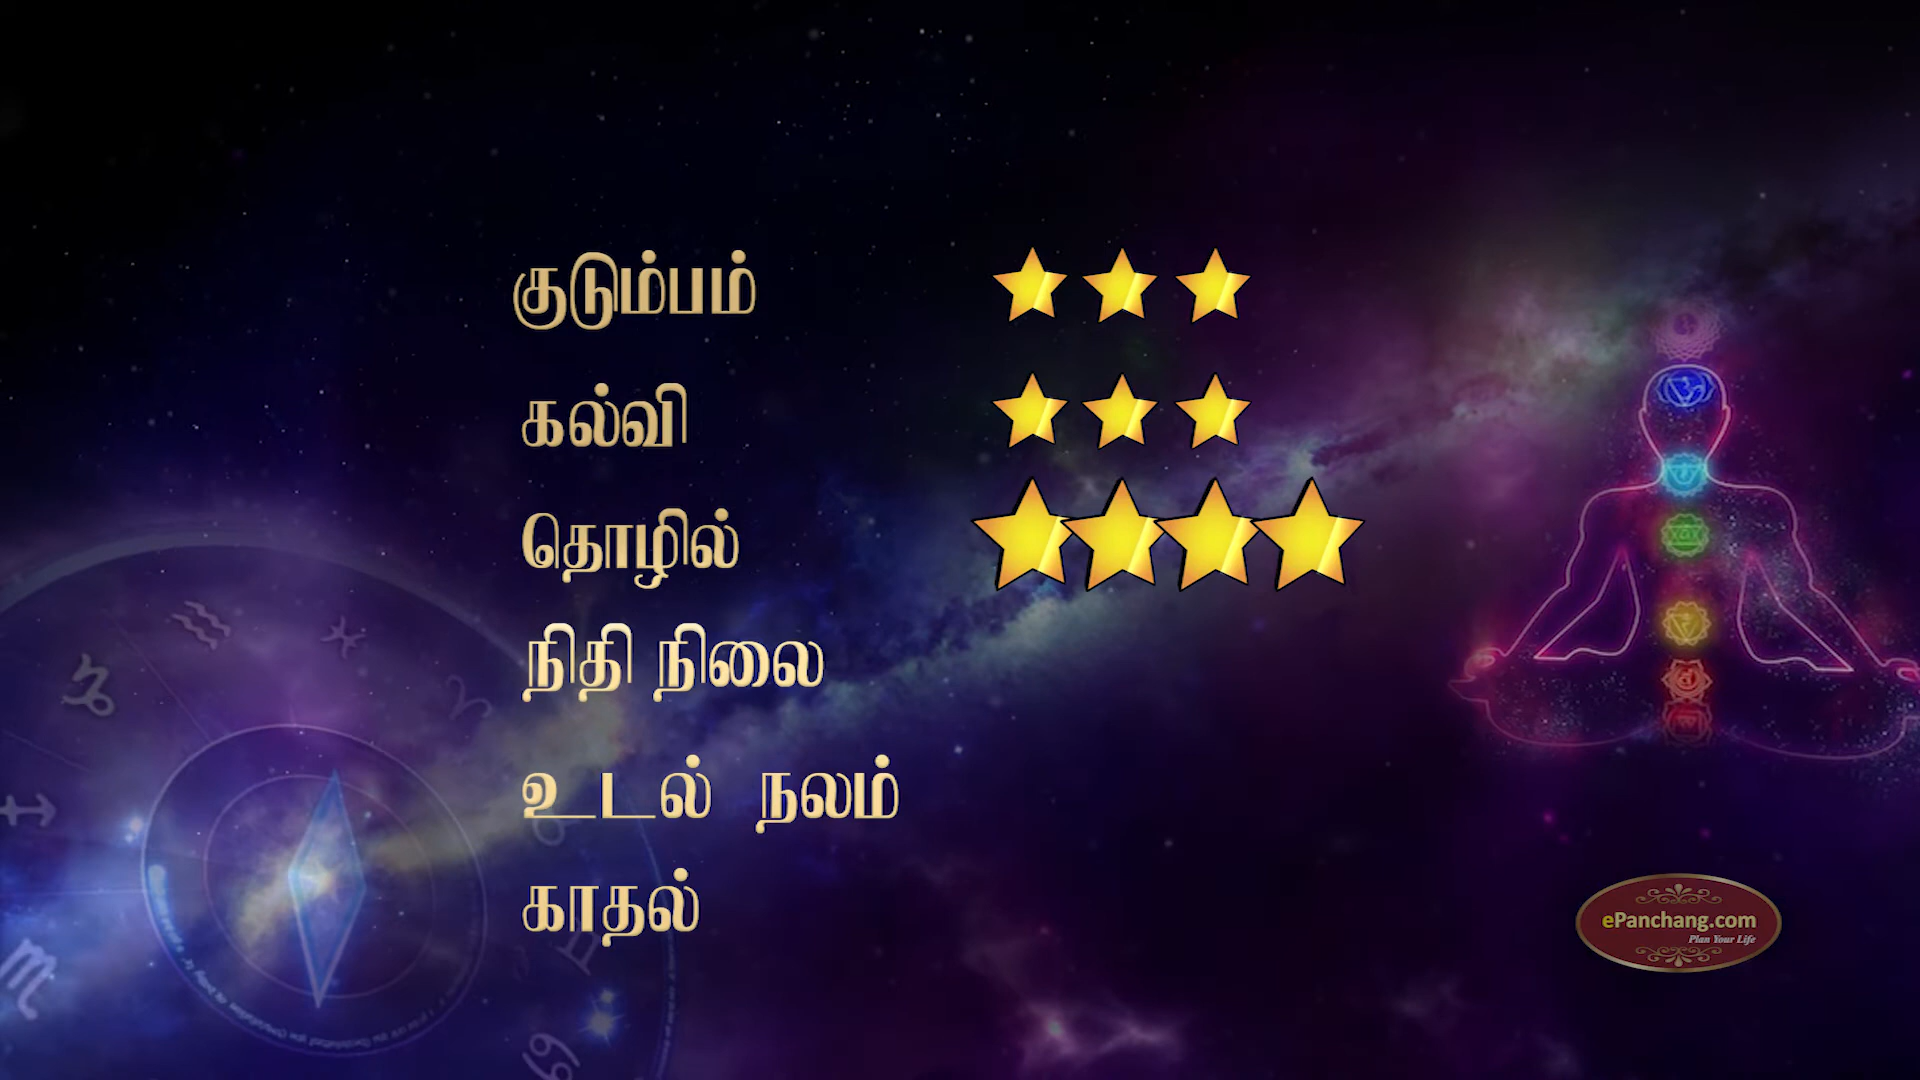 குடும்பம்
கல்வி
தொழில்
நிதி நிலை
உடல் நலம்
காதல்
ePanchang.com
Plan Your Life